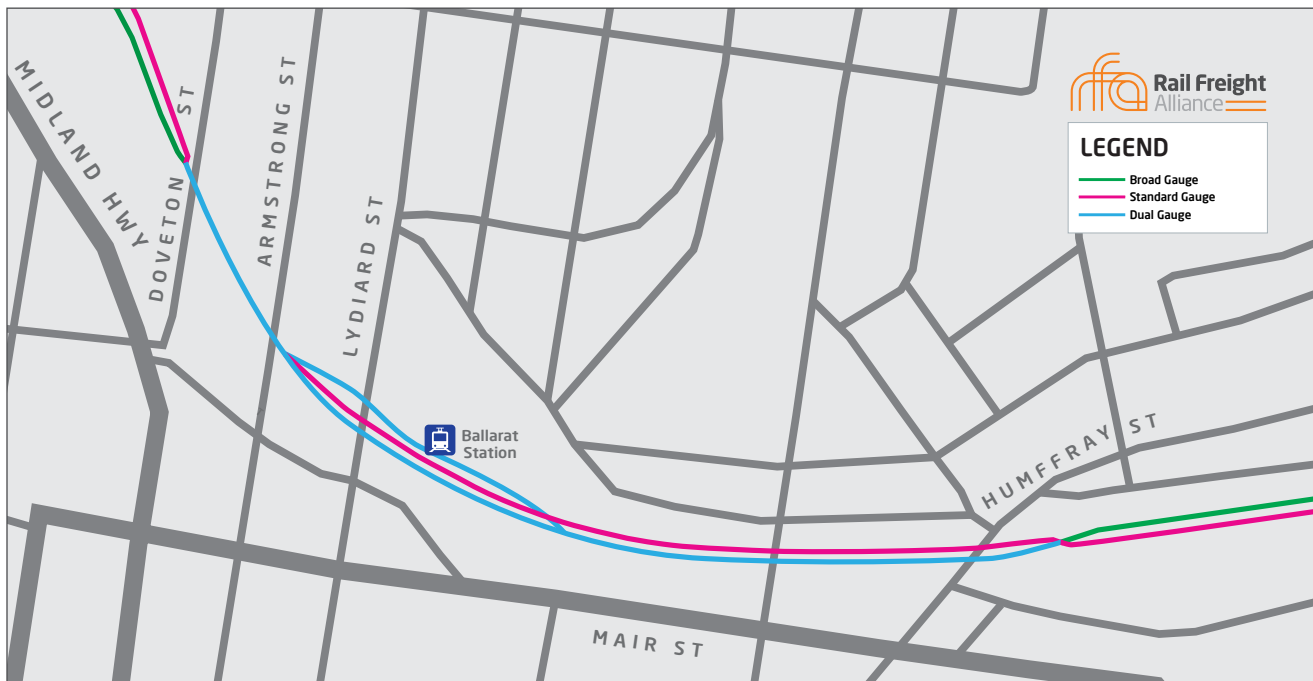 Rail Freight
Alliance
LEGEND
Broad Gauge
Standard Gauge
Dual Gauge
MIDLAND HWY
DOVETON ST
ARMSTRONG ST
LYDIARD ST
Ballarat
Station
HUMFFRAY ST
MAIR ST